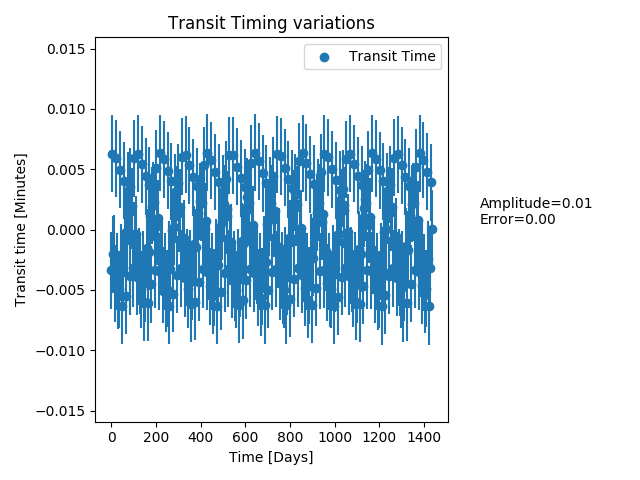 Transit Timing variations
Transit Time
0.015
0.010
0.005
0.000
−0.005
−0.010
−0.015
Transit time [Minutes]
Amplitude=0.01
Error=0.00
0 200 400 600 800 1000 1200 1400
Time [Days]